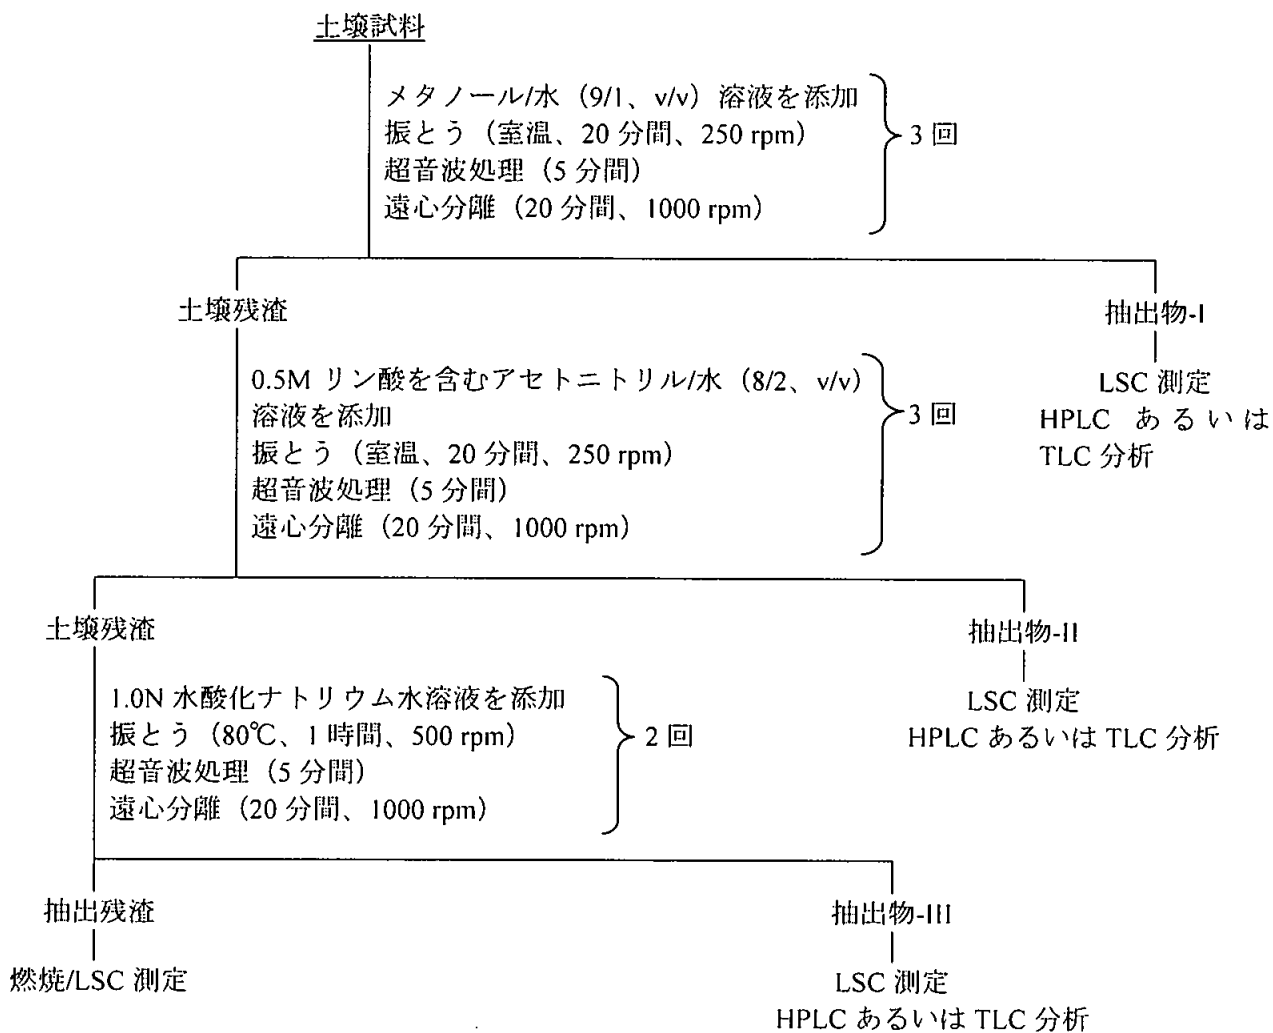 土壌試料
メタノール/水（9/1、v/v）溶液を添加
振とう（室温、20 分間、250 rpm）
超音波処理（5 分間）
遠心分離（20 分間、1000 rpm）
3 回
土壌残渣
抽出物-I
LSC 測定
HPLC あるいは
TLC 分析
0.5M リン酸を含むアセトニトリル/水（8/2、v/v）
溶液を添加
振とう（室温、20 分間、250 rpm）
超音波処理（5 分間）
遠心分離（20 分間、1000 rpm）
3 回
土壌残渣
抽出物-II
LSC 測定
HPLC あるいは TLC 分析
1.0N 水酸化ナトリウム水溶液を添加
振とう（80℃、1 時間、500 rpm）
超音波処理（5 分間）
遠心分離（20 分間、1000 rpm）
2 回
抽出残渣
抽出物-III
燃焼/LSC 測定
LSC 測定
HPLC あるいは TLC 分析